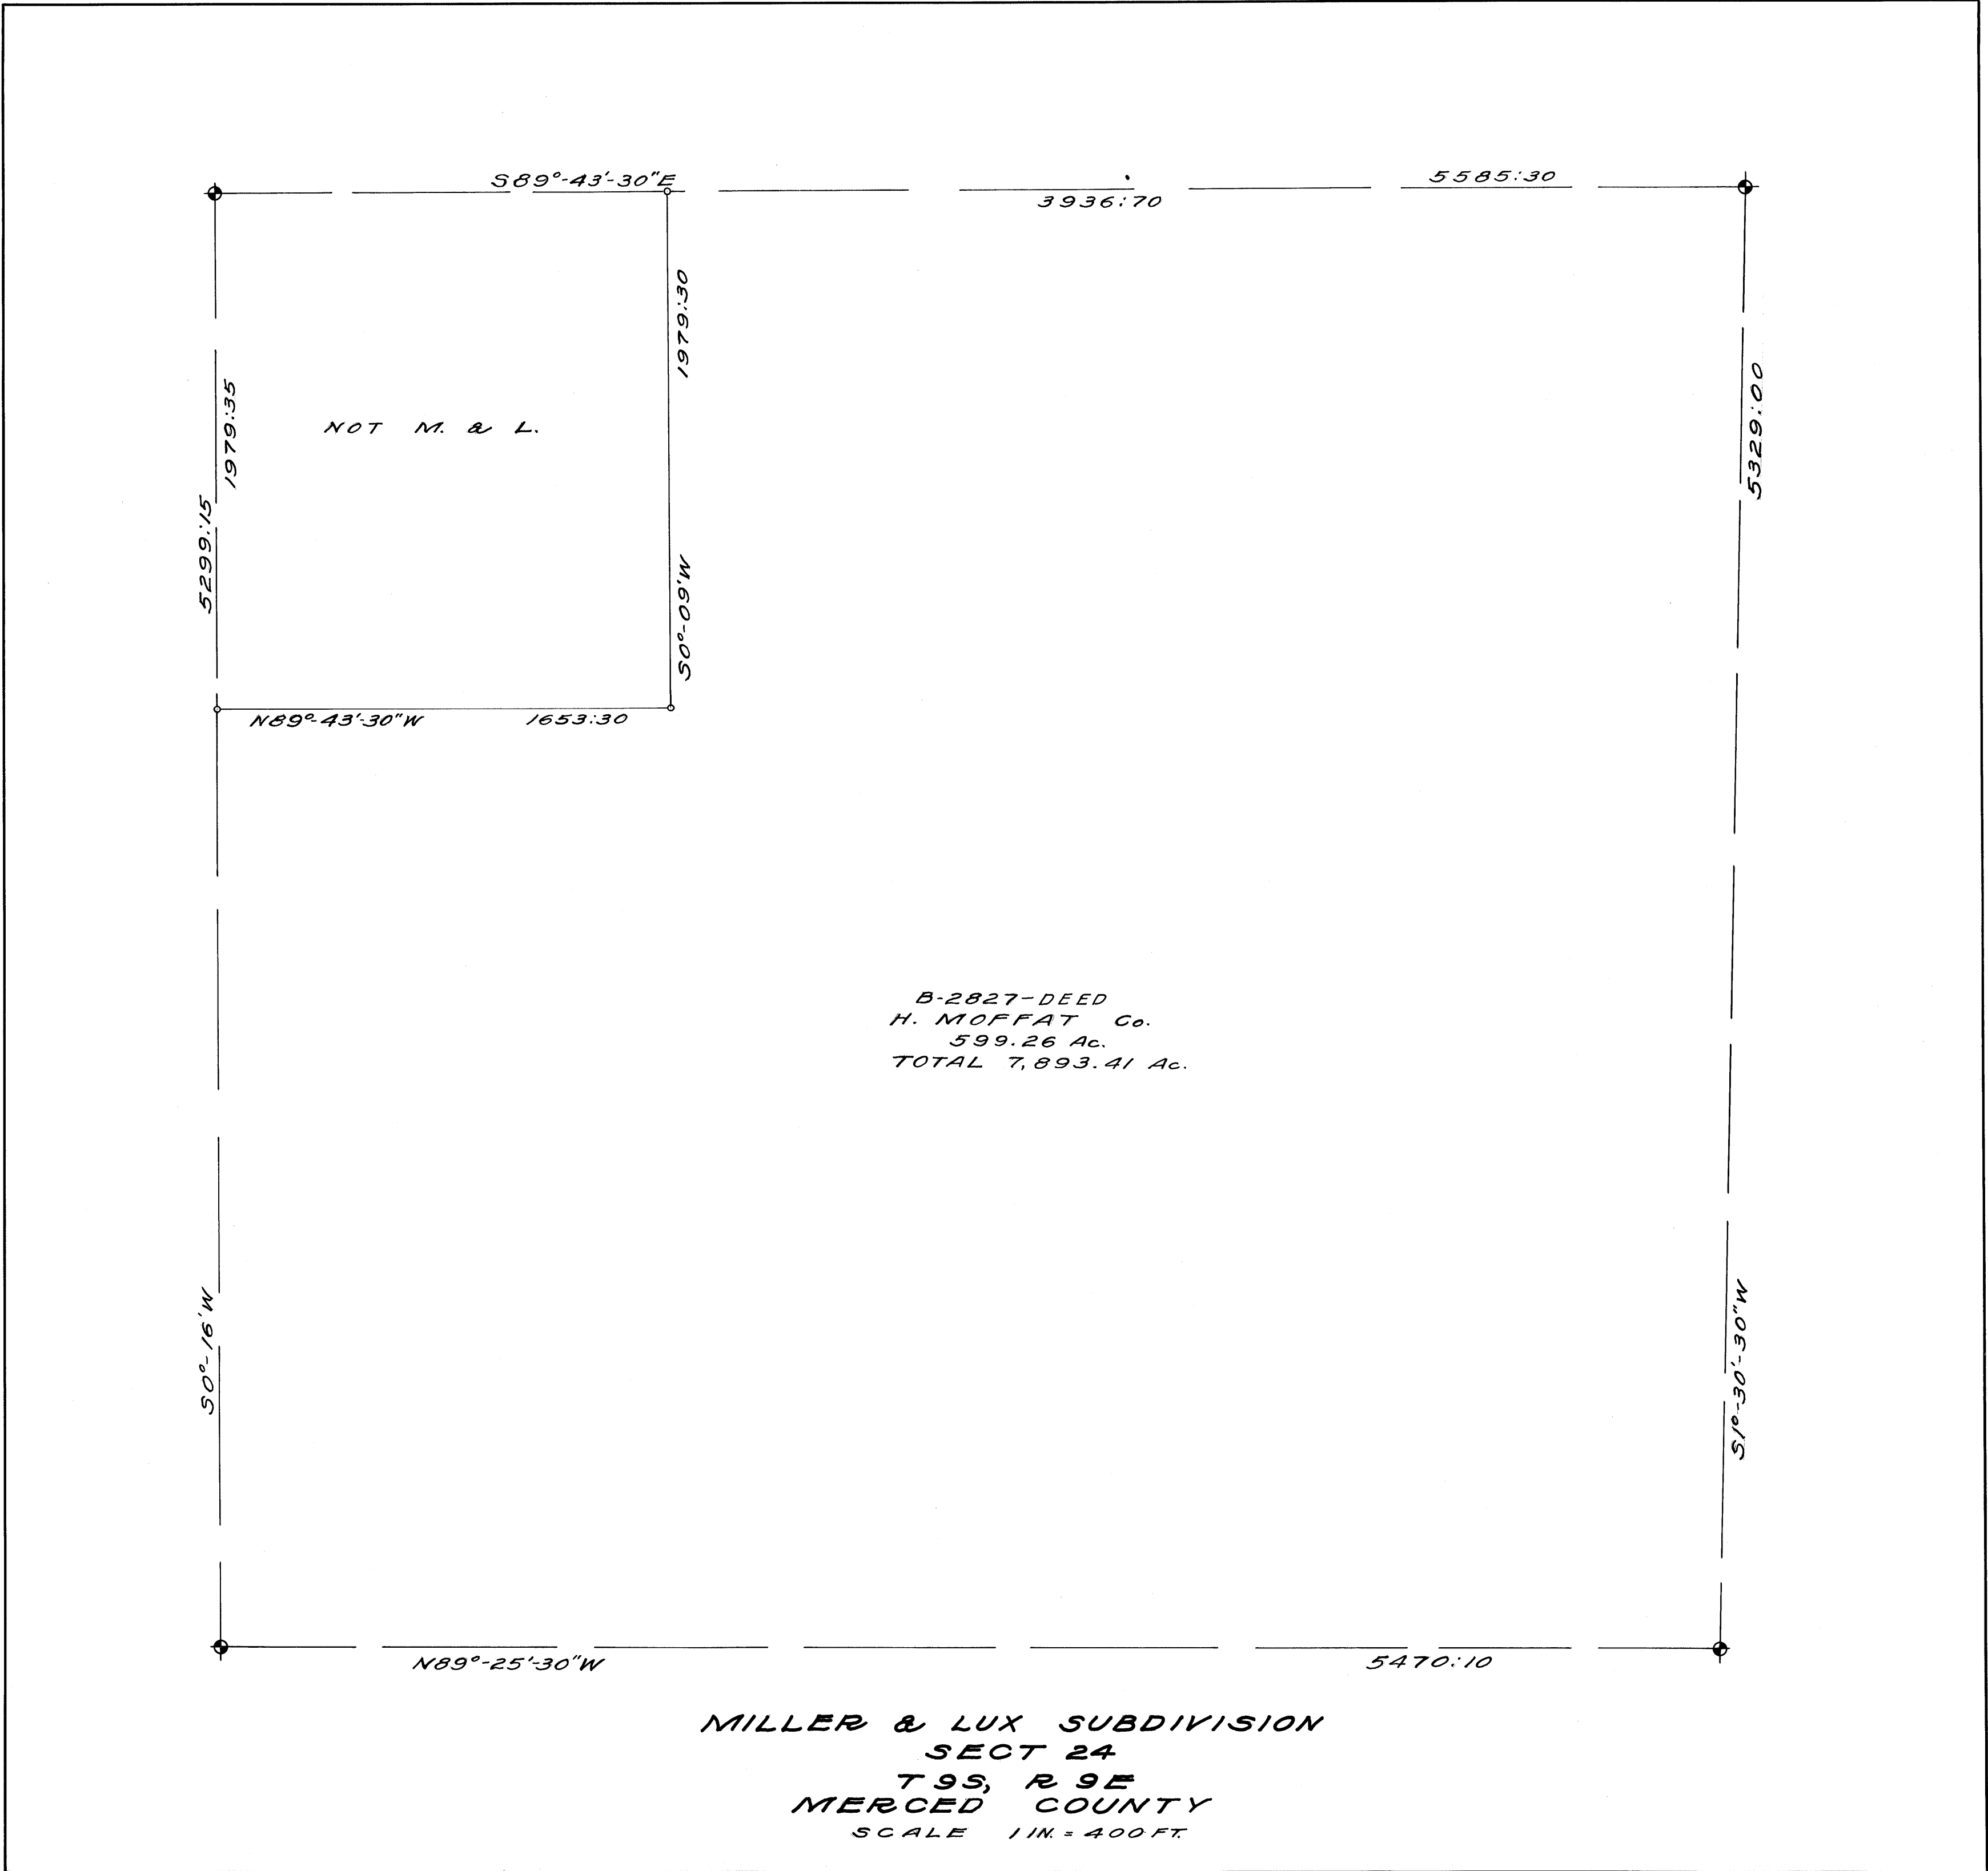 S89°-43'-30"E
5585:30
3936:70
1979:30
1979:35
5329:00
NOT M. & L.
5299:15
S0°-09'W
N89°-43'-30"W 1653:30
B-2827-DEED
H. MOFFAT Co.
599.26 Ac.
TOTAL 7,893.41 Ac.
S0°-16'W
S1°-30'-30"W
N89°-25'-30"W
5470:10
MILLER & LUX SUBDIVISION
SECT 24
T 9S, R 9E
MERCED COUNTY
SCALE 1 IN. = 400 FT.